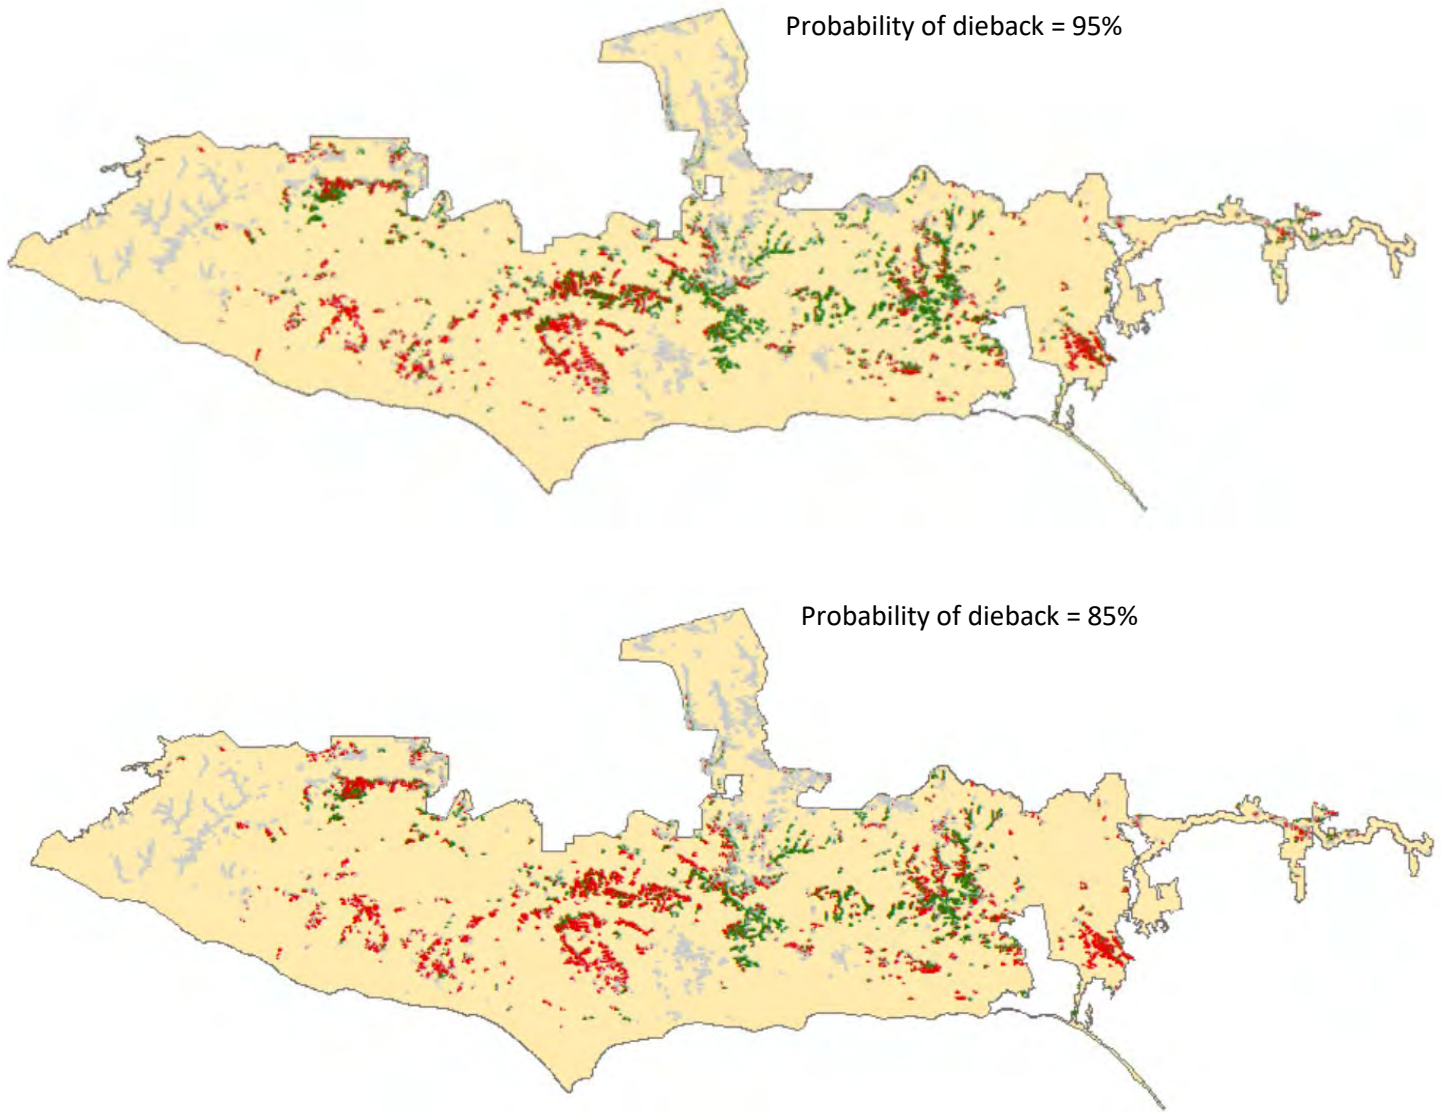 Probability of dieback = 95%
Probability of dieback = 85%